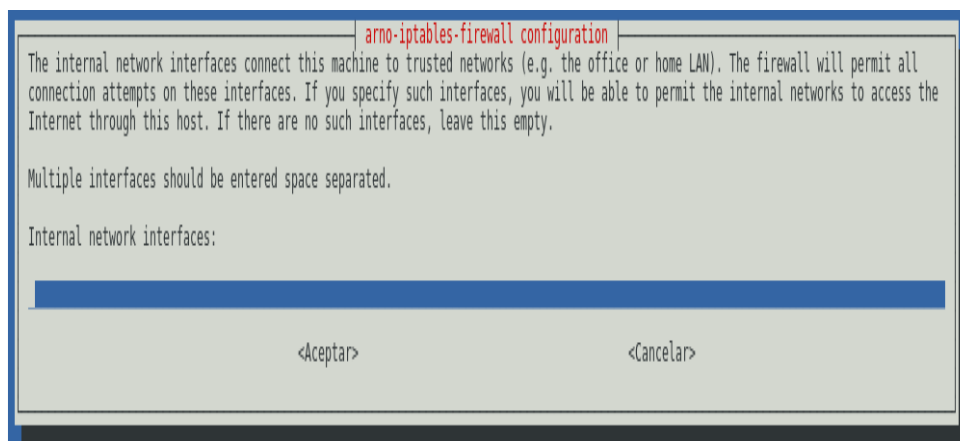 arno-iptables-firewall configuration
The internal network interfaces connect this machine to trusted networks (e.g. the office or home LAN). The firewall will permit all
connection attempts on these interfaces. If you specify such interfaces, you will be able to permit the internal networks to access the
Internet through this host. If there are no such interfaces, leave this empty.
Multiple interfaces should be entered space separated.
Internal network interfaces:
<Aceptar> <Cancelar>